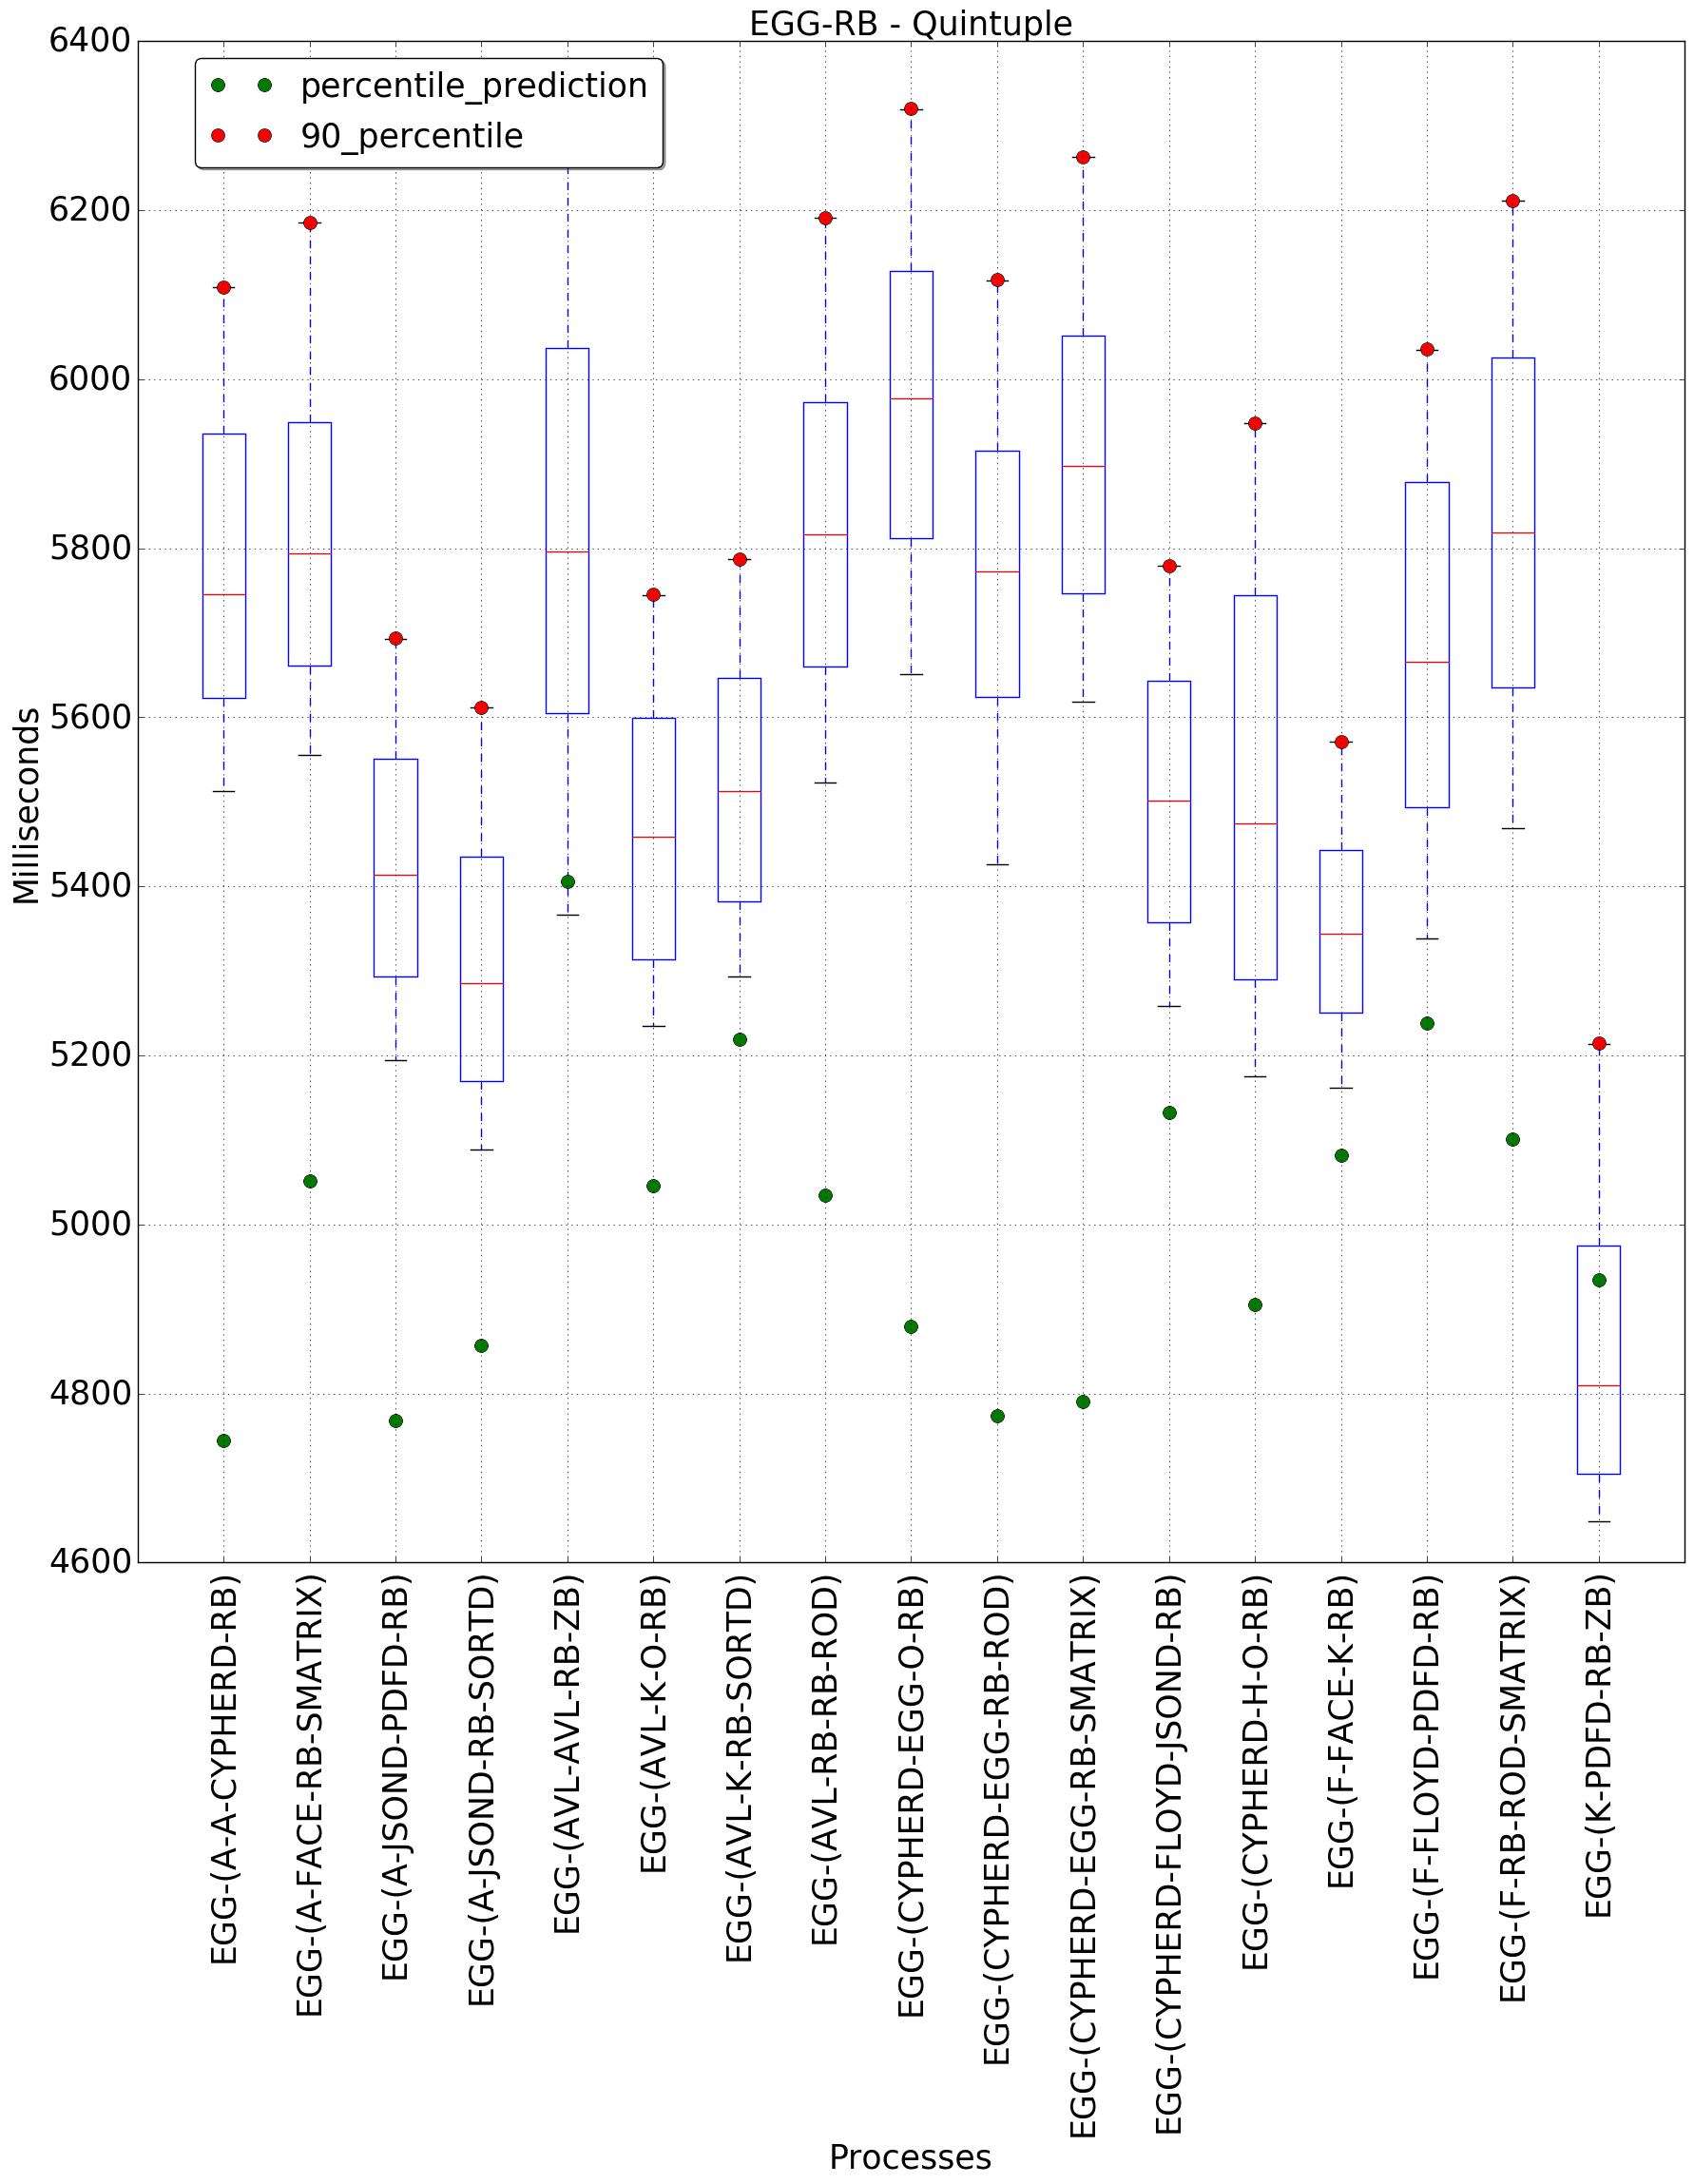 EGG-RB - Quintuple
percentile_prediction
90_percentile
6400
6200
6000
5800
5600
5400
5200
5000
4800
4600
Milliseconds
EGG-(A-A-CYPHERD-RB)
EGG-(A-FACE-RB-SMATRIX)
EGG-(A-JSOND-PDFD-RB)
EGG-(A-JSOND-RB-SORTD)
EGG-(AVL-AVL-RB-ZB)
EGG-(AVL-K-O-RB)
EGG-(AVL-K-RB-SORTD)
EGG-(AVL-RB-RB-ROD)
EGG-(CYPHERD-EGG-O-RB)
EGG-(CYPHERD-EGG-RB-ROD)
EGG-(CYPHERD-EGG-RB-SMATRIX)
EGG-(CYPHERD-FLOYD-JSOND-RB)
EGG-(CYPHERD-H-O-RB)
EGG-(F-FACE-K-RB)
EGG-(F-FLOYD-PDFD-RB)
EGG-(F-RB-ROD-SMATRIX)
EGG-(K-PDFD-RB-ZB)
Processes